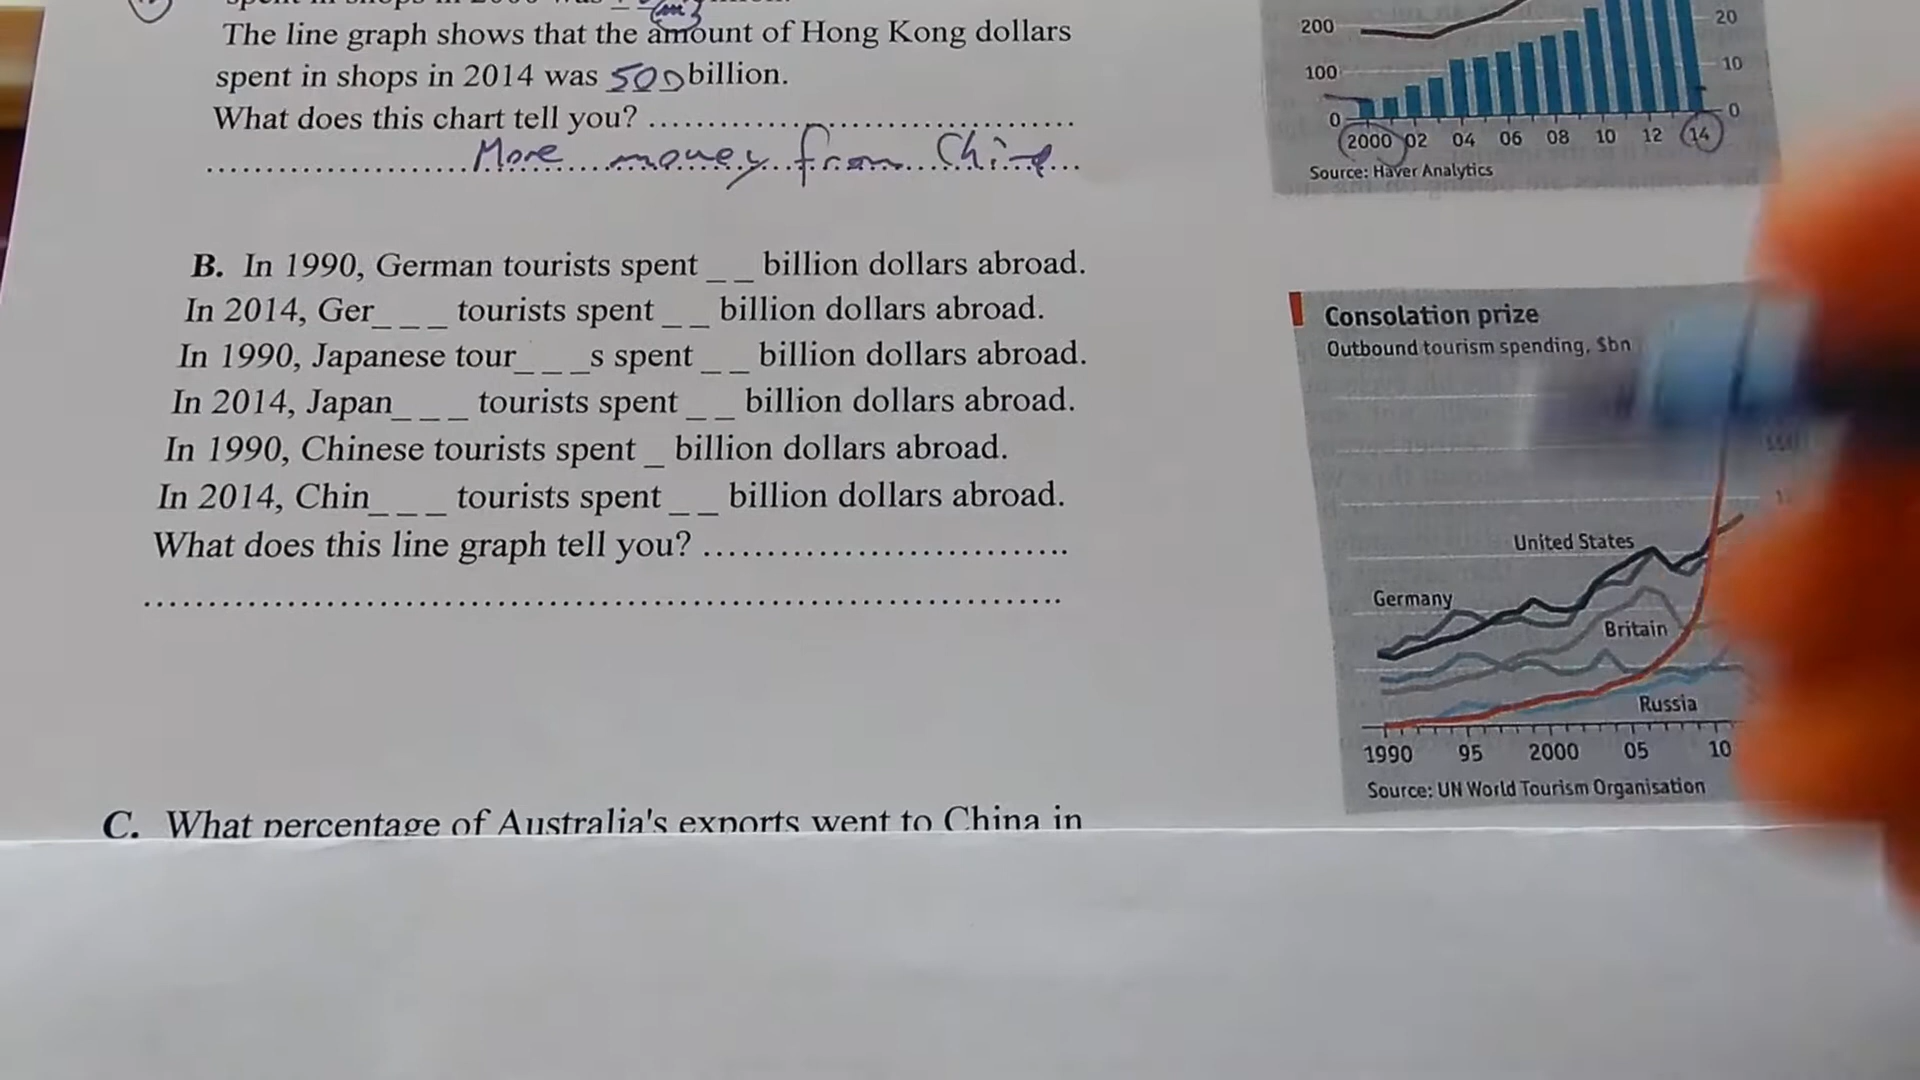 spent in shops in 2000 was
The line graph shows that the amount of Hong Kong dollars
spent in shops in 2014 was 500 billion.
What does this chart tell you? ....................................
More money from China
B. In 1990, German tourists spent _ _ billion dollars abroad.
In 2014, Ger_ _ _ tourists spent _ _ billion dollars abroad.
In 1990, Japanese tour_ _ _s spent _ _ billion dollars abroad.
In 2014, Japan_ _ _ tourists spent _ _ billion dollars abroad.
In 1990, Chinese tourists spent _ billion dollars abroad.
In 2014, Chin_ _ _ tourists spent _ _ billion dollars abroad.
What does this line graph tell you? ..............................
C. What percentage of Australia's exports went to China in
200 20
100 10
0 0
2000 02 04 06 08 10 12 14
Source: Haver Analytics
Consolation prize
Outbound tourism spending, $bn
United States
Germany
Britain
Russia
1990 95 2000 05 10
Source: UN World Tourism Organisation